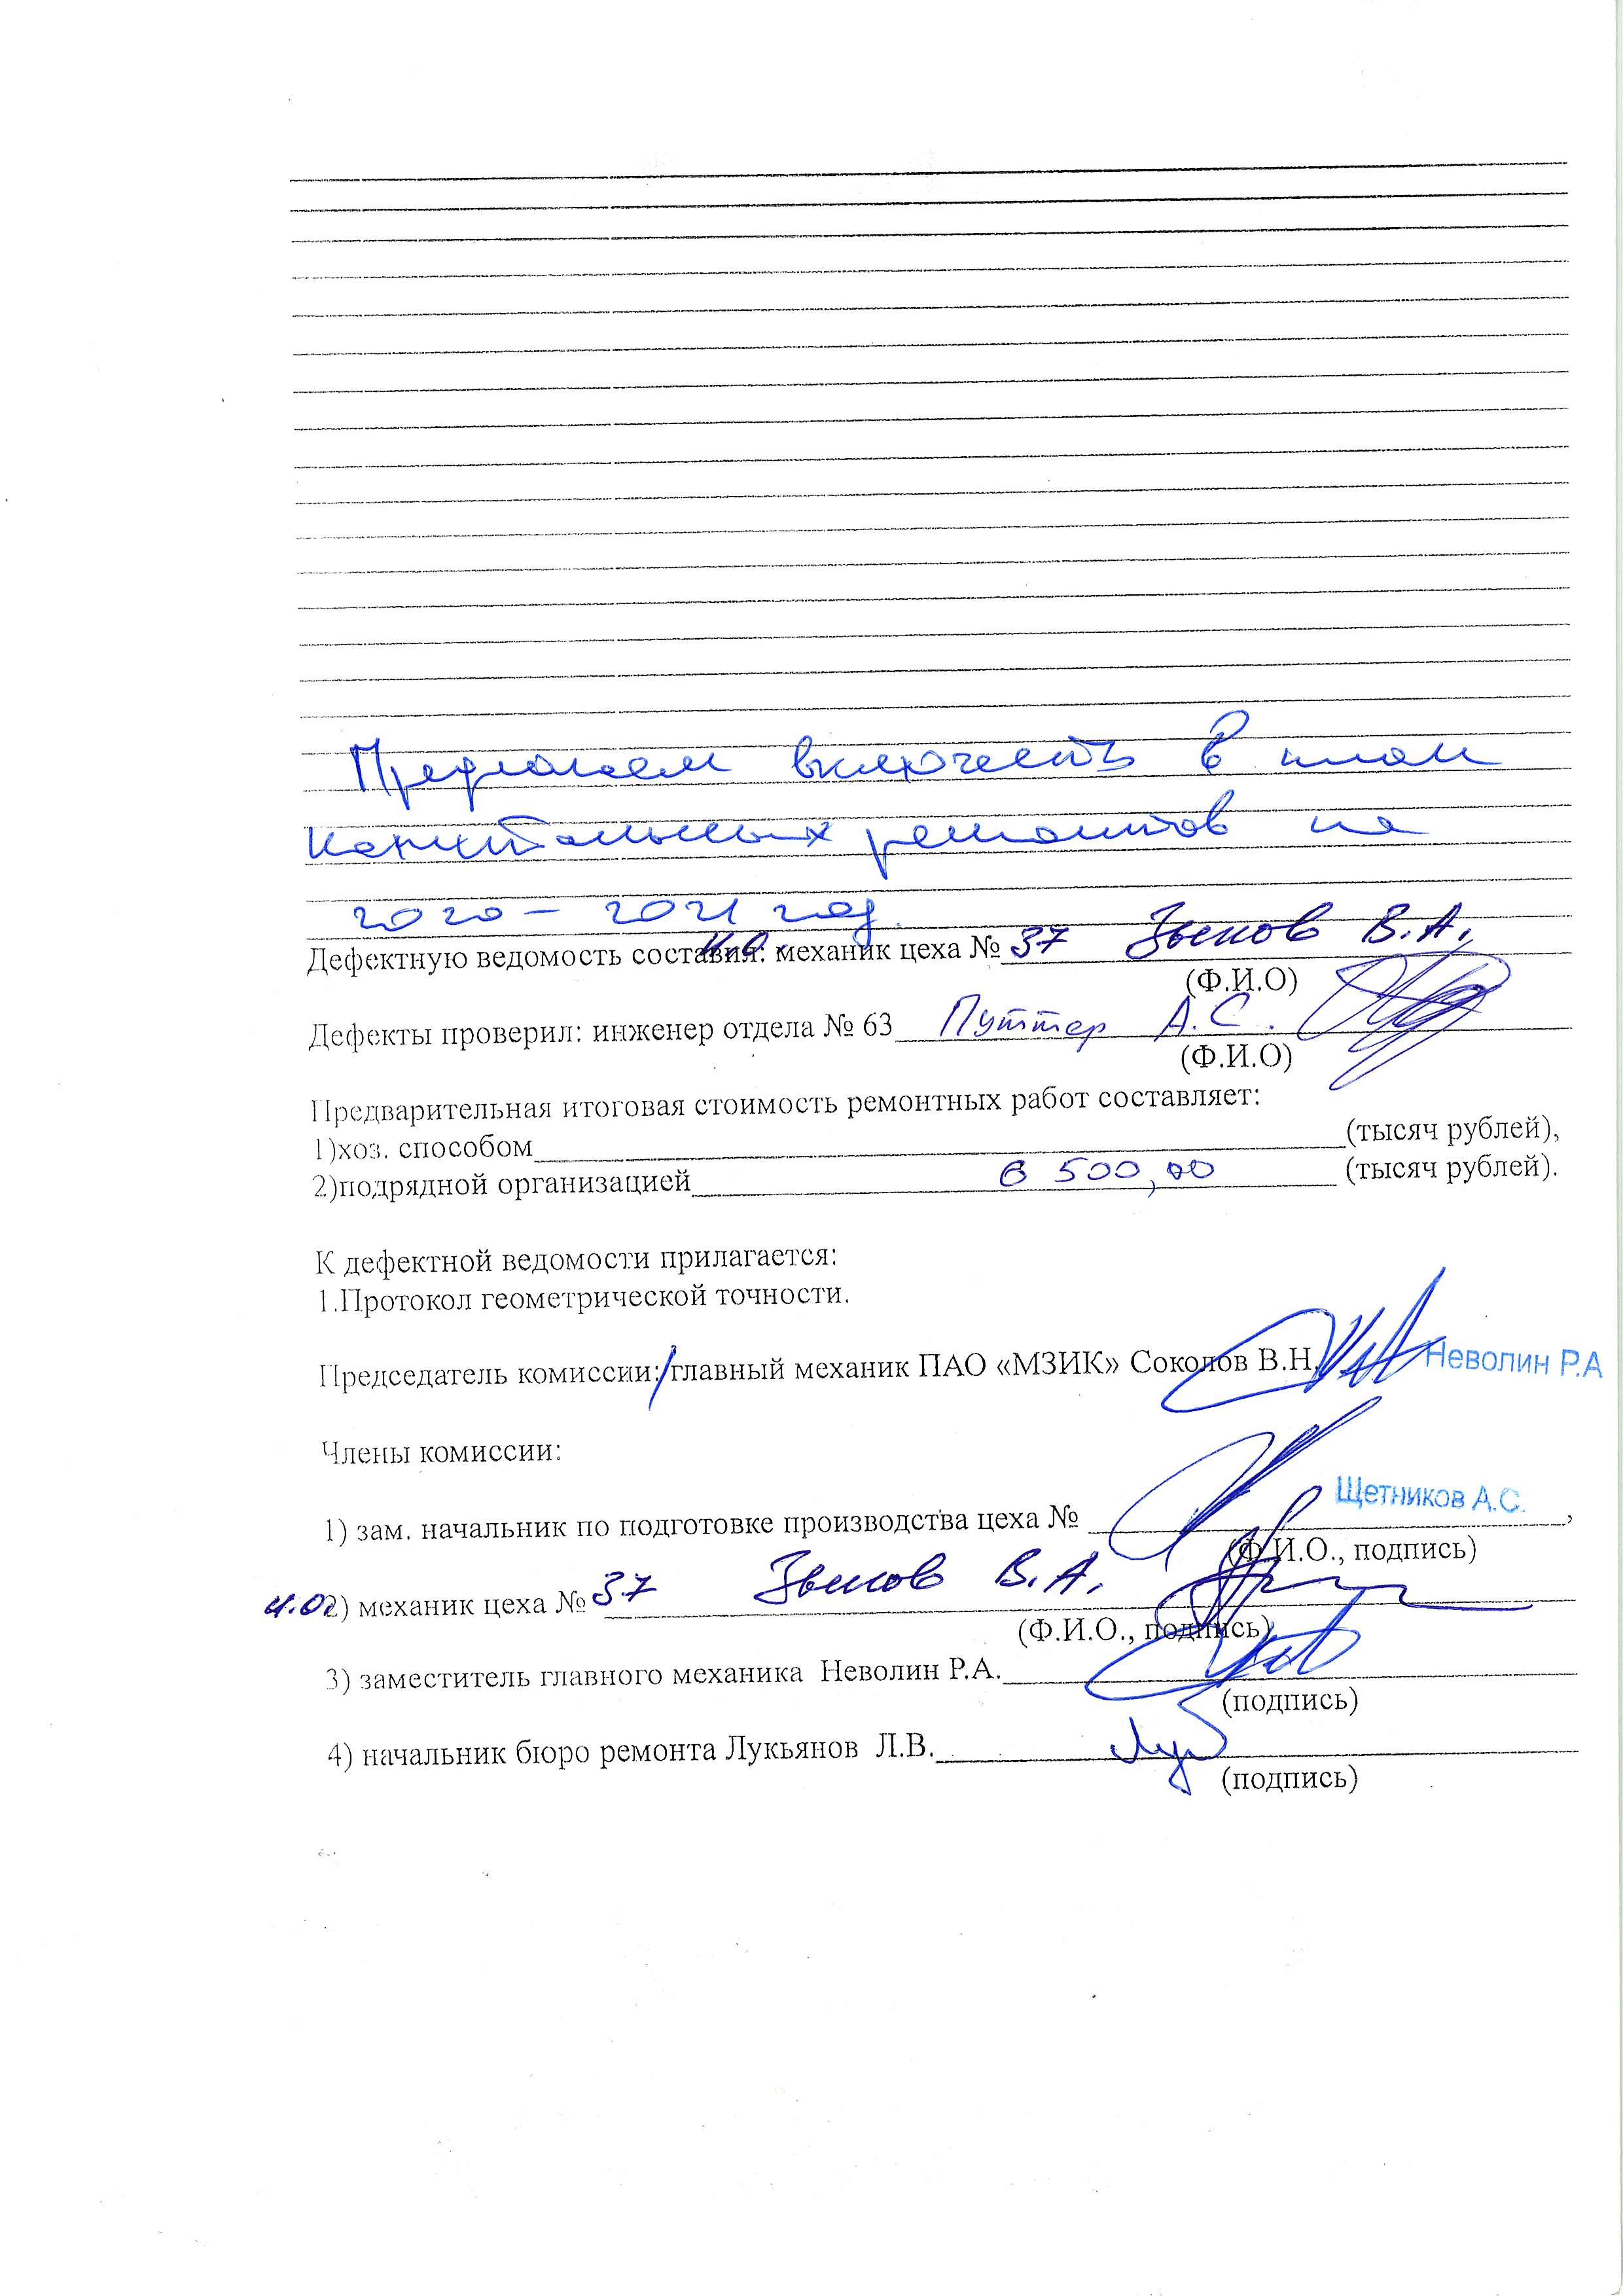 Предлагаем включить в план
капитальных ремонтов на
2020 – 2021 год.
Дефектную ведомость составил: и.о. механик цеха № 37 Зыков В.А.
(Ф.И.О)
Дефекты проверил: инженер отдела № 63 Путтер А.С.
(Ф.И.О)
Предварительная итоговая стоимость ремонтных работ составляет:
1)хоз. способом (тысяч рублей),
2)подрядной организацией 6 500,00 (тысяч рублей).
К дефектной ведомости прилагается:
1.Протокол геометрической точности.
Председатель комиссии:/главный механик ПАО «МЗИК» Соколов В.Н. Неволин Р.А
Члены комиссии:
1) зам. начальник по подготовке производства цеха № Щетников А.С. ,
(Ф.И.О., подпись)
и.о. 2) механик цеха № 37 Зыков В.А.
(Ф.И.О., подпись)
3) заместитель главного механика Неволин Р.А.
(подпись)
4) начальник бюро ремонта Лукьянов Л.В.
(подпись)